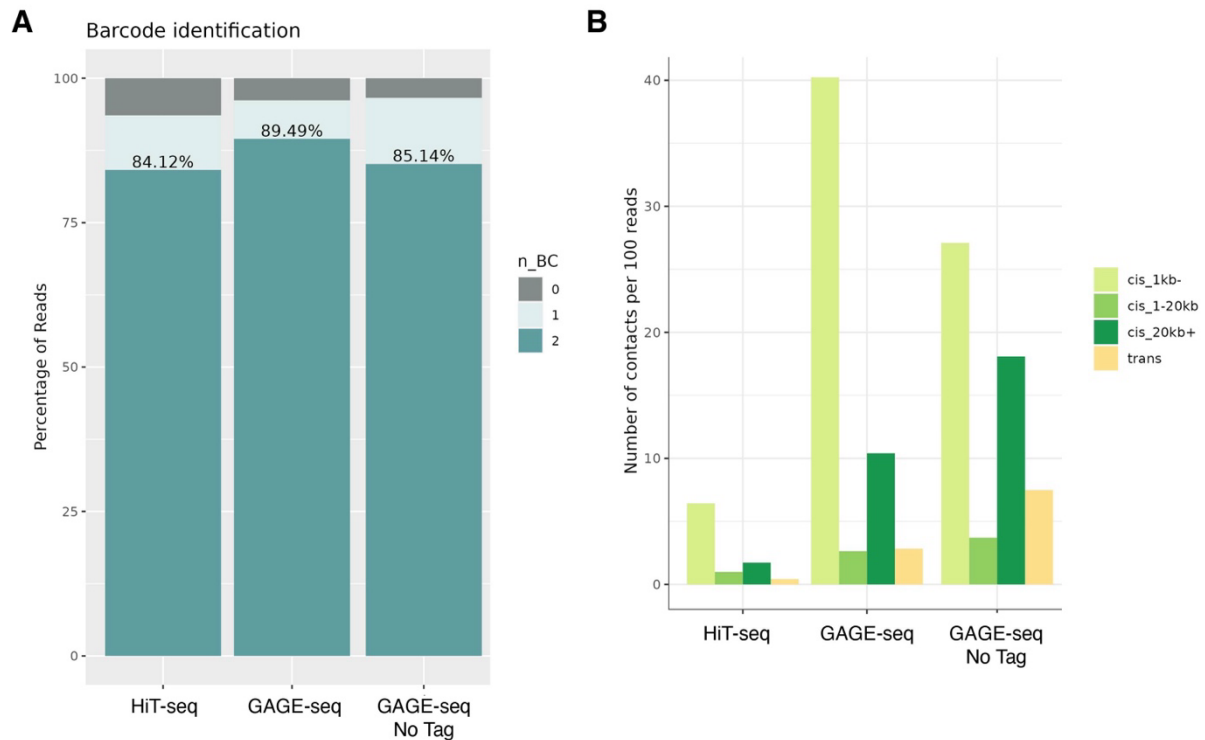 A
Barcode identification
Percentage of Reads
100
75
50
25
0
84.12%
89.49%
85.14%
HiT-seq
GAGE-seq
GAGE-seq
No Tag
n_BC
0
1
2
B
Number of contacts per 100 reads
40
30
20
10
0
HiT-seq
GAGE-seq
GAGE-seq
No Tag
cis_1kb-
cis_1-20kb
cis_20kb+
trans